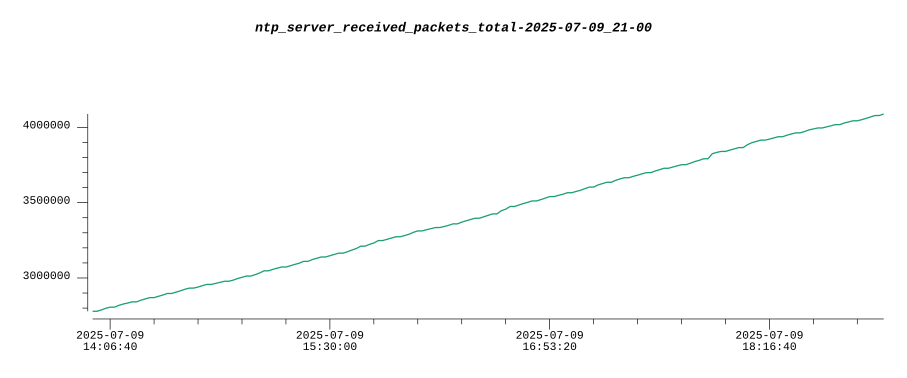 ntp_server_received_packets_total-2025-07-09_21-00
4000000
3500000
3000000
2025-07-09 2025-07-09 2025-07-09 2025-07-09
14:06:40 15:30:00 16:53:20 18:16:40